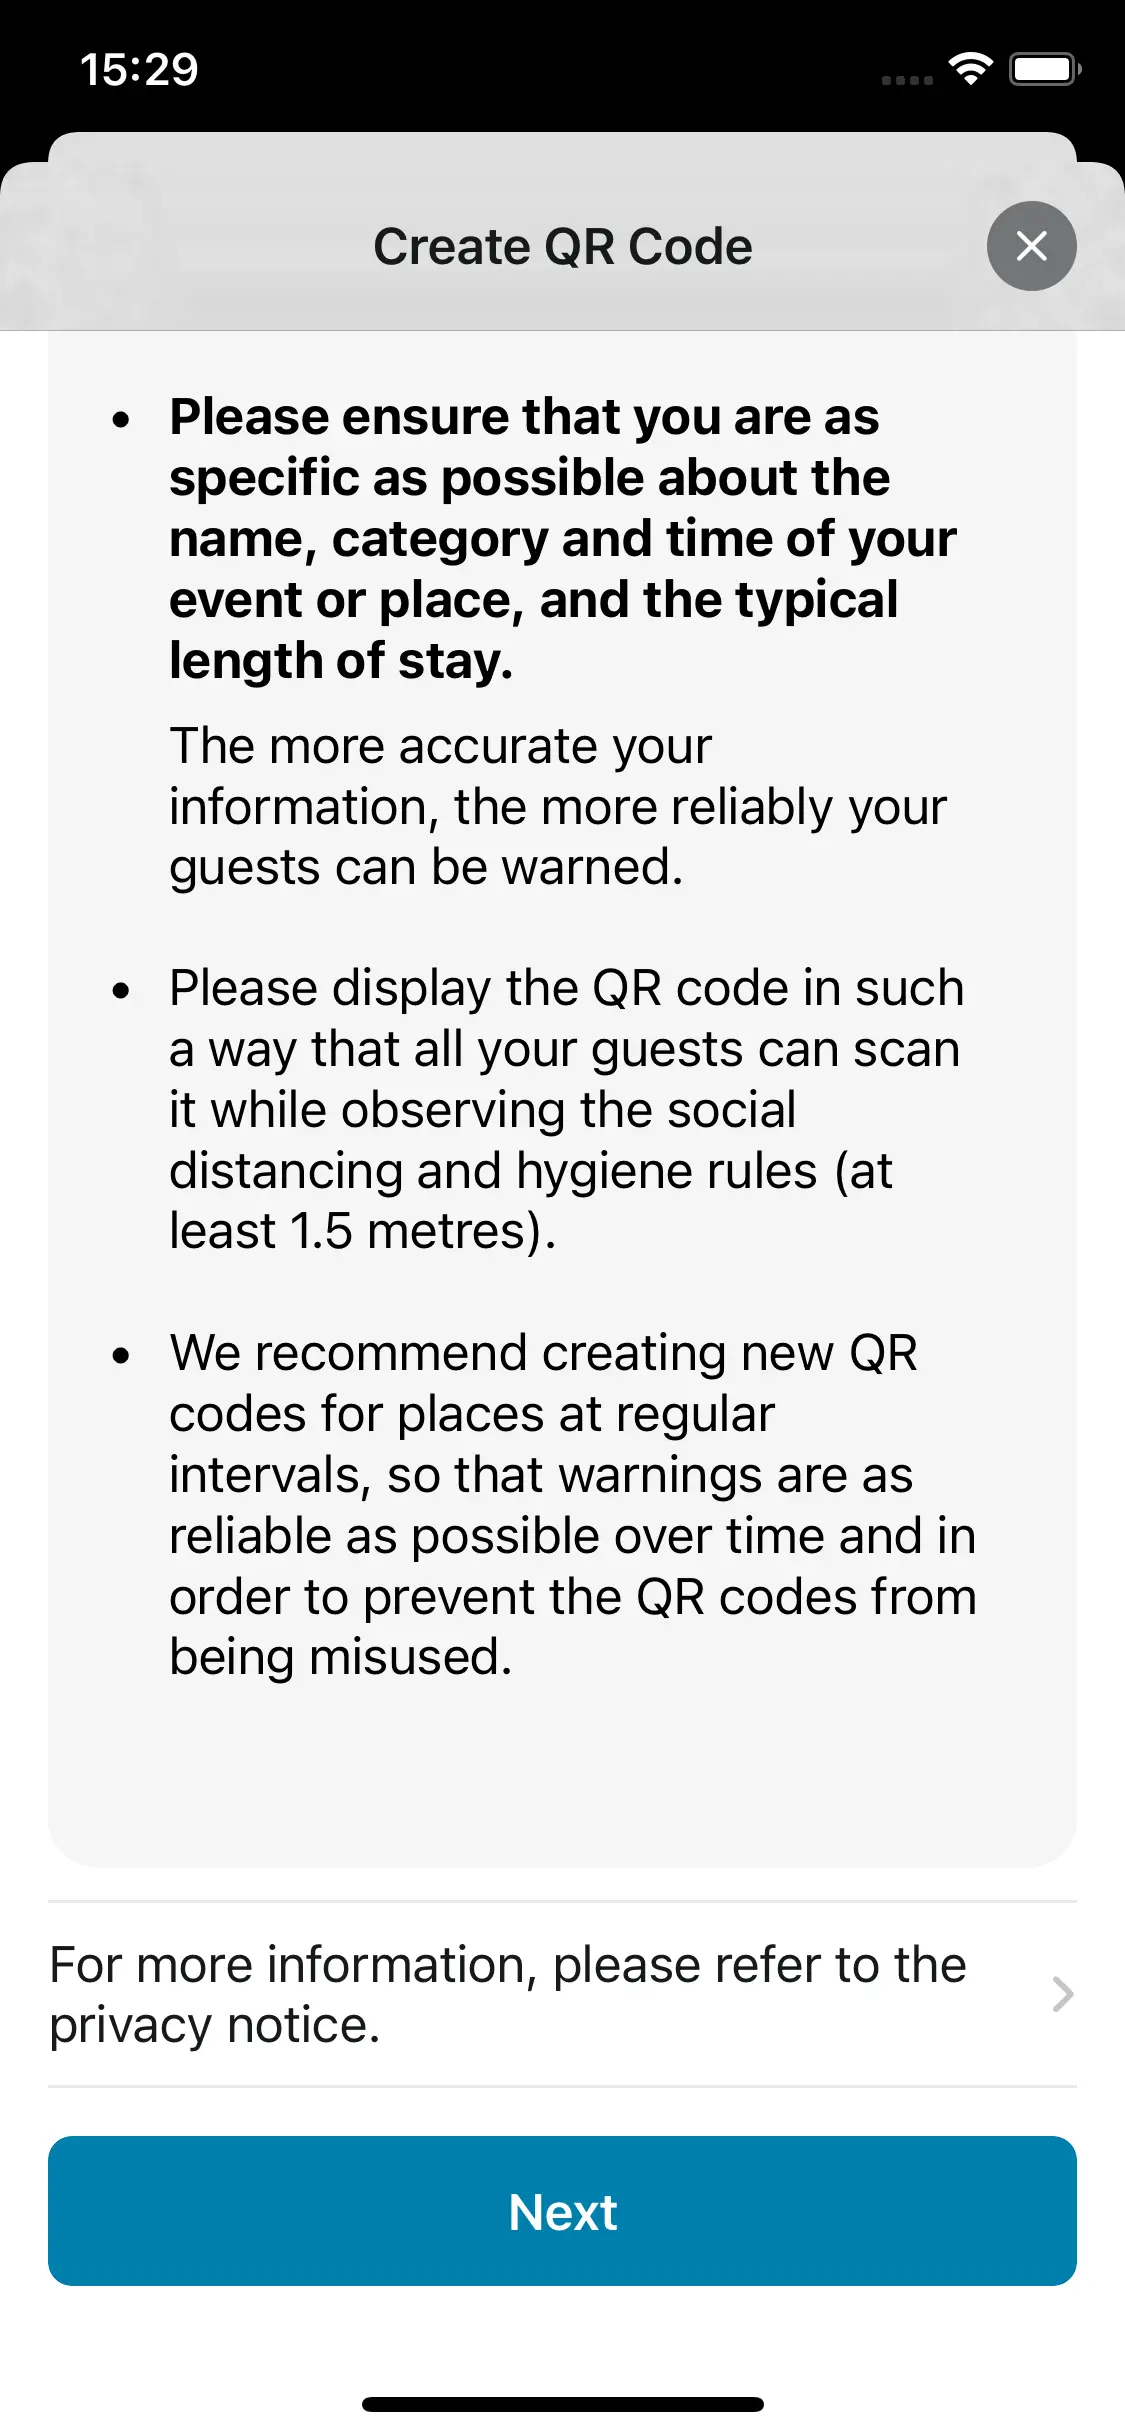 15:29
Create QR Code
• Please ensure that you are as
specific as possible about the
name, category and time of your
event or place, and the typical
length of stay.
The more accurate your
information, the more reliably your
guests can be warned.
• Please display the QR code in such
a way that all your guests can scan
it while observing the social
distancing and hygiene rules (at
least 1.5 metres).
• We recommend creating new QR
codes for places at regular
intervals, so that warnings are as
reliable as possible over time and in
order to prevent the QR codes from
being misused.
For more information, please refer to the
privacy notice.
Next